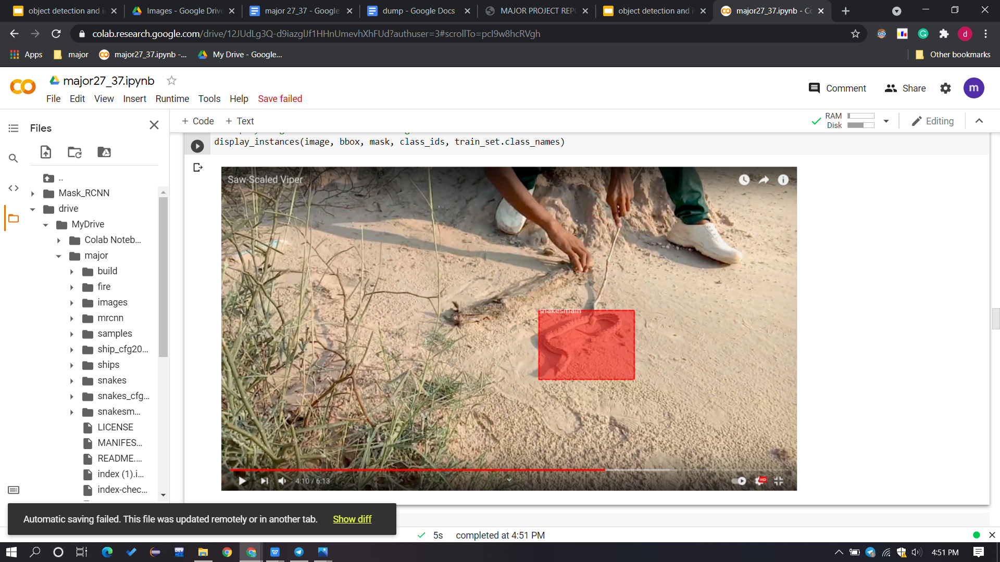 object detection and i
Images - Google Drive
major 27_37 - Google
dump - Google Docs
MAJOR PROJECT REPO
object detection and i
major27_37.ipynb - Co
colab.research.google.com/drive/12JUdLg3Q-d9iazglJf1HHnUmevhXhFUd?authuser=3#scrollTo=pcI9w8hcRVgh
d
Apps
major
major27_37.ipynb -...
My Drive - Google...
Other bookmarks
major27_37.ipynb
File Edit View Insert Runtime Tools Help Save failed
Comment
Share
m
Files
+ Code + Text
RAM
Disk
Editing
display_instances(image, bbox, mask, class_ids, train_set.class_names)
..
Mask_RCNN
drive
MyDrive
Colab Noteb...
major
build
fire
images
mrcnn
samples
ship_cfg20...
ships
snakes
snakes_cfg...
snakesm...
LICENSE
MANIFES...
README....
index (1).i...
index-chec...
Saw-Scaled Viper
snakesmain
4:10 / 6:13
HD
Automatic saving failed. This file was updated remotely or in another tab. Show diff
5s completed at 4:51 PM
DEV
4:51 PM